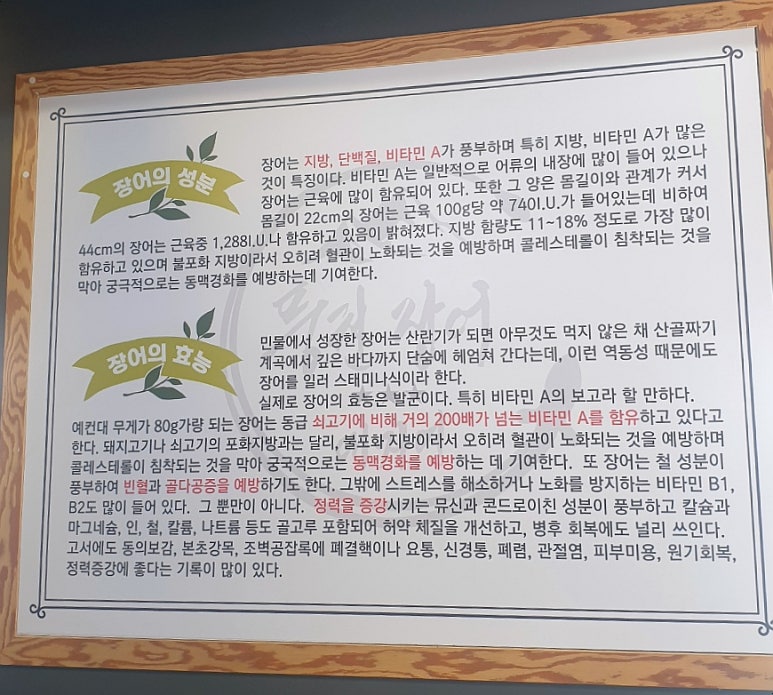 장어의 성분
장어는 지방, 단백질, 비타민 A가 풍부하며 특히 지방, 비타민 A가 많은
것이 특징이다. 비타민 A는 일반적으로 어류의 내장에 많이 들어 있으나
장어는 근육에 많이 함유되어 있다. 또한 그 양은 몸길이와 관계가 커서
몸길이 22cm의 장어는 근육 100g당 약 740I.U.가 들어있는데 비하여
44cm의 장어는 근육중 1,288I.U.나 함유하고 있음이 밝혀졌다. 지방 함량도 11~18% 정도로 가장 많이
함유하고 있으며 불포화 지방이라서 오히려 혈관이 노화되는 것을 예방하며 콜레스테롤이 침착되는 것을
막아 궁극적으로는 동맥경화를 예방하는데 기여한다.
장어의 효능
민물에서 성장한 장어는 산란기가 되면 아무것도 먹지 않은 채 산골짜기
계곡에서 깊은 바다까지 단숨에 헤엄쳐 간다는데, 이런 역동성 때문에도
장어를 일러 스태미나식이라 한다.
실제로 장어의 효능은 발군이다. 특히 비타민 A의 보고라 할 만하다.
예컨대 무게가 80g가량 되는 장어는 동급 쇠고기에 비해 거의 200배가 넘는 비타민 A를 함유하고 있다고
한다. 돼지고기나 쇠고기의 포화지방과는 달리, 불포화 지방이라서 오히려 혈관이 노화되는 것을 예방하며
콜레스테롤이 침착되는 것을 막아 궁국적으로는 동맥경화를 예방하는 데 기여한다. 또 장어는 철 성분이
풍부하여 빈혈과 골다공증을 예방하기도 한다. 그밖에 스트레스를 해소하거나 노화를 방지하는 비타민 B1,
B2도 많이 들어 있다. 그 뿐만이 아니다. 정력을 증강시키는 뮤신과 콘드로이친 성분이 풍부하고 칼슘과
마그네슘, 인, 철, 칼륨, 나트륨 등도 골고루 포함되어 허약 체질을 개선하고, 병후 회복에도 널리 쓰인다.
고서에도 동의보감, 본초강목, 조벽공잡록에 폐결핵이나 요통, 신경통, 폐렴, 관절염, 피부미용, 원기회복,
정력증강에 좋다는 기록이 많이 있다.